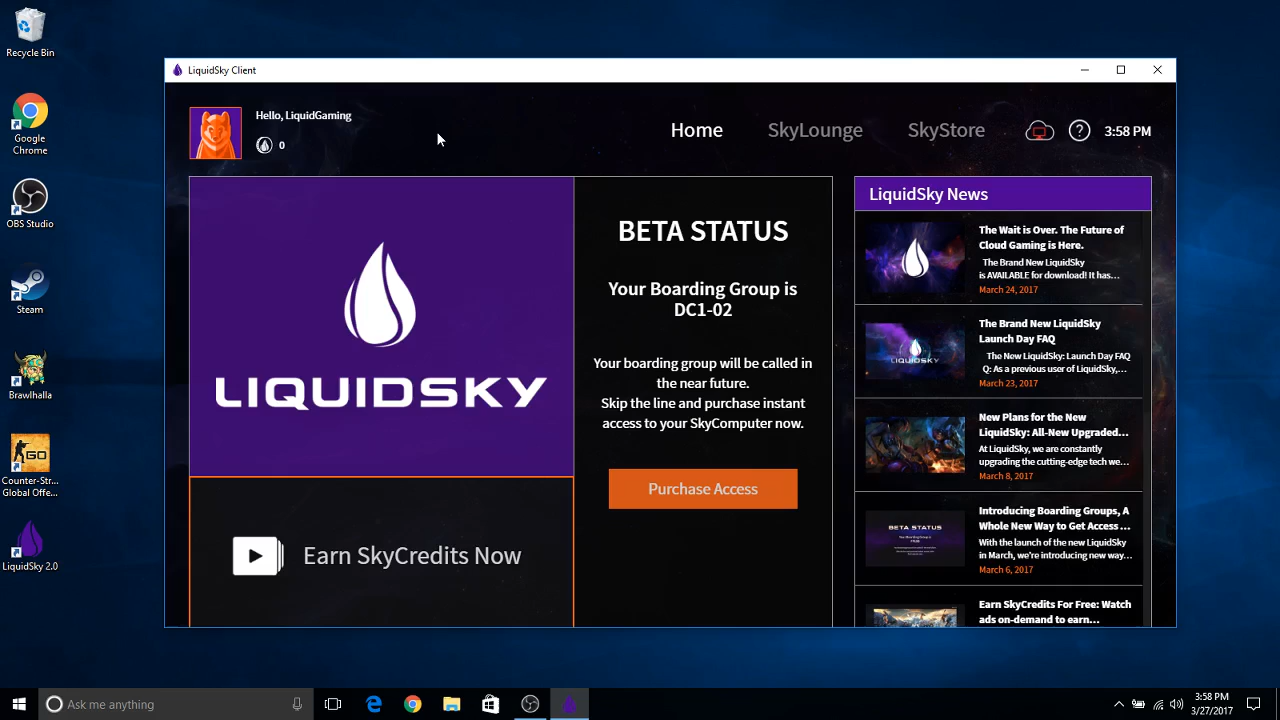 Recycle Bin
Google
Chrome
OBS Studio
Steam
Brawlhalla
GO
Counter-Str...
Global Offe...
LiquidSky 2.0
LiquidSky Client
Hello, LiquidGaming
0
Home
SkyLounge
SkyStore
?
3:58 PM
LIQUIDSKY
Earn SkyCredits Now
BETA STATUS
Your Boarding Group is
DC1-02
Your boarding group will be called in
the near future.
Skip the line and purchase instant
access to your SkyComputer now.
Purchase Access
LiquidSky News
The Wait is Over. The Future of
Cloud Gaming is Here.
The Brand New LiquidSky
is AVAILABLE for download! It has...
March 24, 2017
LIQUIDSKY
The Brand New LiquidSky
Launch Day FAQ
The New LiquidSky: Launch Day FAQ
Q: As a previous user of LiquidSky,...
March 23, 2017
New Plans for the New
LiquidSky: All-New Upgraded...
At LiquidSky, we are constantly
upgrading the cutting-edge tech we...
March 8, 2017
BETA STATUS
Introducing Boarding Groups, A
Whole New Way to Get Access ...
With the launch of the new LiquidSky
in March, we're introducing new way...
March 6, 2017
Earn SkyCredits For Free: Watch
ads on-demand to earn...
Ask me anything
3:58 PM
3/27/2017